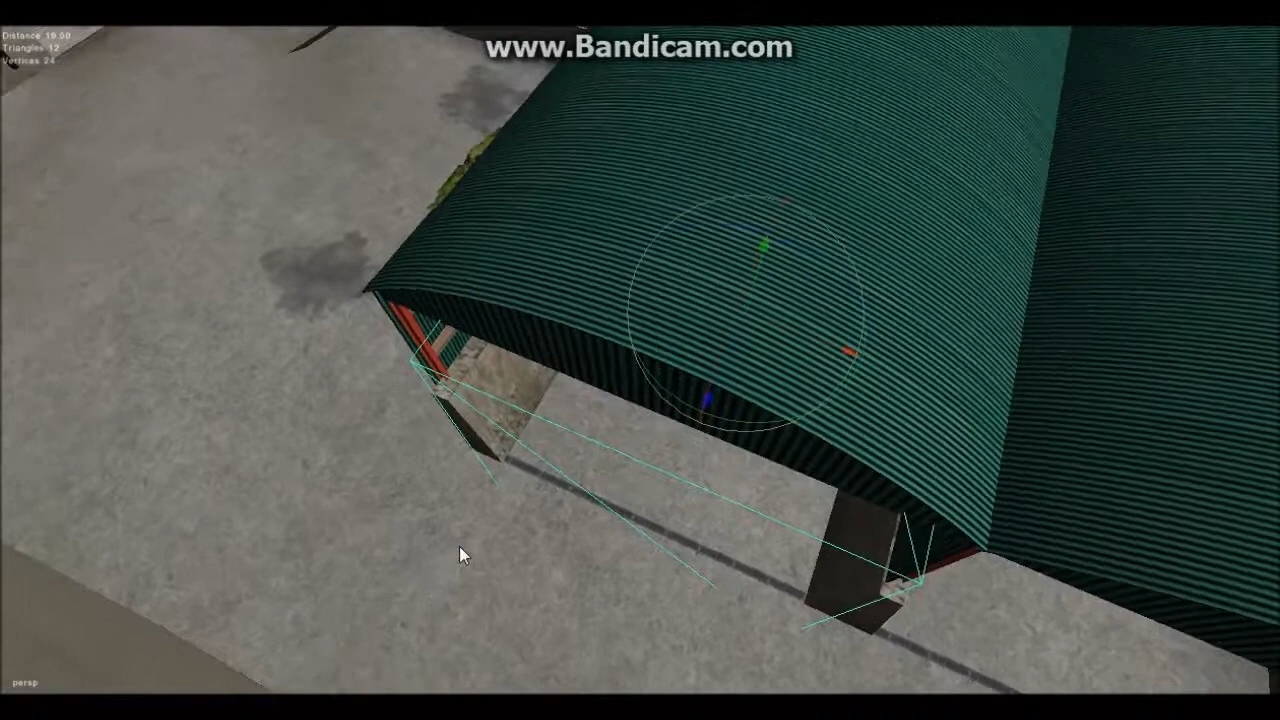 www.Bandicam.com
Distance 19.00
Triangles 12
Vertices 24
persp